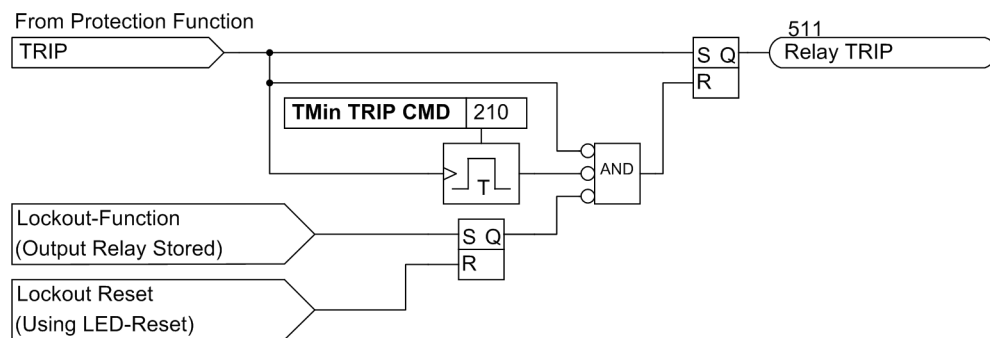 From Protection Function
511
TRIP
S Q
Relay TRIP
R
TMin TRIP CMD 210
AND
T
Lockout-Function
(Output Relay Stored)
S Q
R
Lockout Reset
(Using LED-Reset)